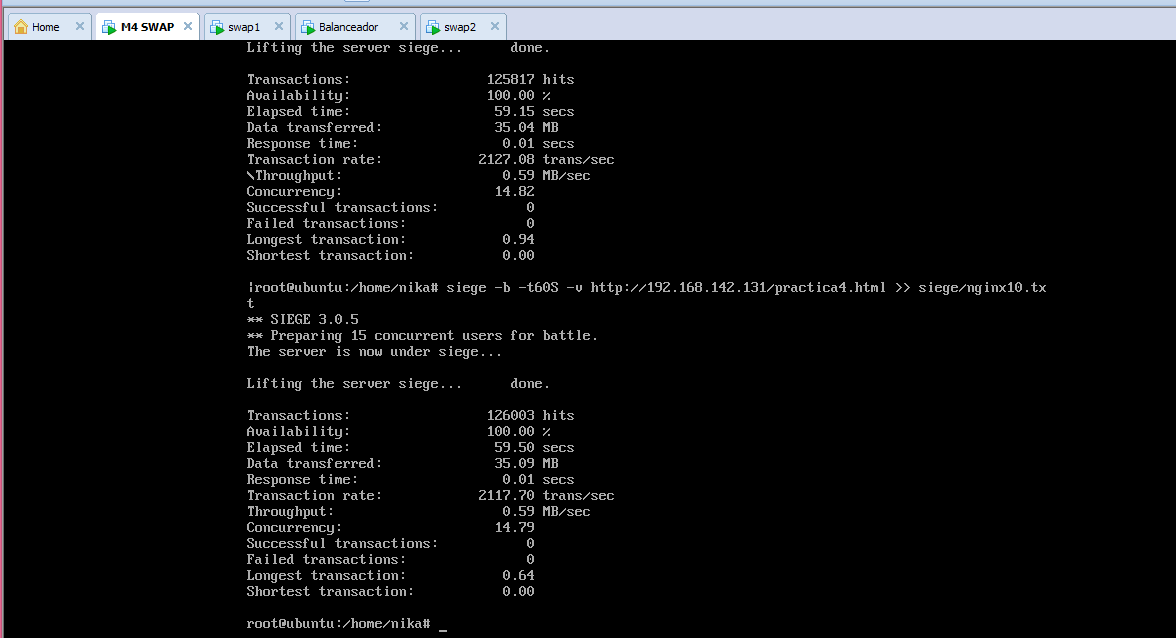 Home M4 SWAP swap1 Balanceador swap2
Lifting the server siege... done.
Transactions: 125817 hits
Availability: 100.00 %
Elapsed time: 59.15 secs
Data transferred: 35.04 MB
Response time: 0.01 secs
Transaction rate: 2127.08 trans/sec
\Throughput: 0.59 MB/sec
Concurrency: 14.82
Successful transactions: 0
Failed transactions: 0
Longest transaction: 0.94
Shortest transaction: 0.00
|root@ubuntu:/home/nika# siege -b -t60S -v http://192.168.142.131/practica4.html >> siege/nginx10.tx
t
** SIEGE 3.0.5
** Preparing 15 concurrent users for battle.
The server is now under siege...
Lifting the server siege... done.
Transactions: 126003 hits
Availability: 100.00 %
Elapsed time: 59.50 secs
Data transferred: 35.09 MB
Response time: 0.01 secs
Transaction rate: 2117.70 trans/sec
Throughput: 0.59 MB/sec
Concurrency: 14.79
Successful transactions: 0
Failed transactions: 0
Longest transaction: 0.64
Shortest transaction: 0.00
root@ubuntu:/home/nika# _